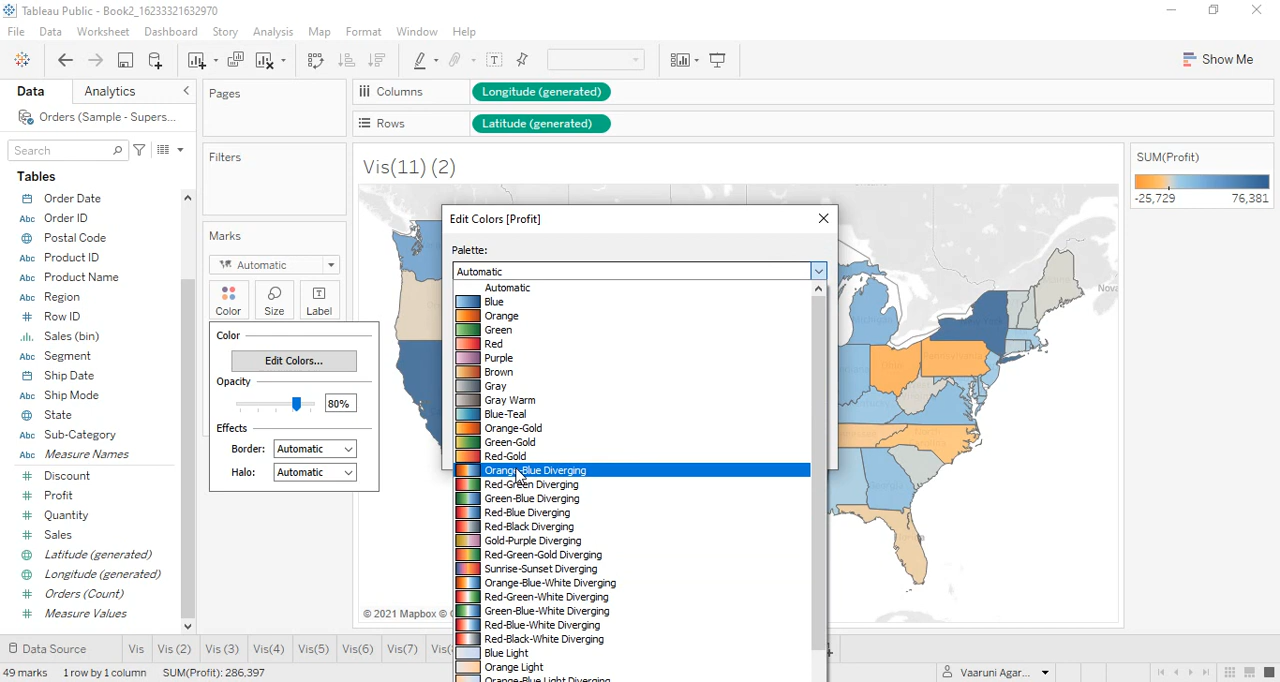 Tableau Public - Book2_16233321632970
File Data Worksheet Dashboard Story Analysis Map Format Window Help
Show Me
Data Analytics
Orders (Sample - Supers...
Search
Tables
Order Date
Order ID
Postal Code
Product ID
Product Name
Region
Row ID
Sales (bin)
Segment
Ship Date
Ship Mode
State
Sub-Category
Measure Names
Discount
Profit
Quantity
Sales
Latitude (generated)
Longitude (generated)
Orders (Count)
Measure Values
Pages
Filters
Marks
Automatic
Color Size Label
Color
Edit Colors...
Opacity
80%
Effects
Border: Automatic
Halo: Automatic
Columns Longitude (generated)
Rows Latitude (generated)
Vis(11) (2)
Edit Colors [Profit]
Palette:
Automatic
Automatic
Blue
Orange
Green
Red
Purple
Brown
Gray
Gray Warm
Blue-Teal
Orange-Gold
Green-Gold
Red-Gold
Orange-Blue Diverging
Red-Green Diverging
Green-Blue Diverging
Red-Blue Diverging
Red-Black Diverging
Gold-Purple Diverging
Red-Green-Gold Diverging
Sunrise-Sunset Diverging
Orange-Blue-White Diverging
Red-Green-White Diverging
Green-Blue-White Diverging
Red-Blue-White Diverging
Red-Black-White Diverging
Blue Light
Orange Light
Orange-Blue Light Diverging
SUM(Profit)
-25,729 76,381
© 2021 Mapbox ©
Data Source Vis Vis (2) Vis (3) Vis(4) Vis(5) Vis(6) Vis(7)
49 marks 1 row by 1 column SUM(Profit): 286,397
Vaaruni Agar...